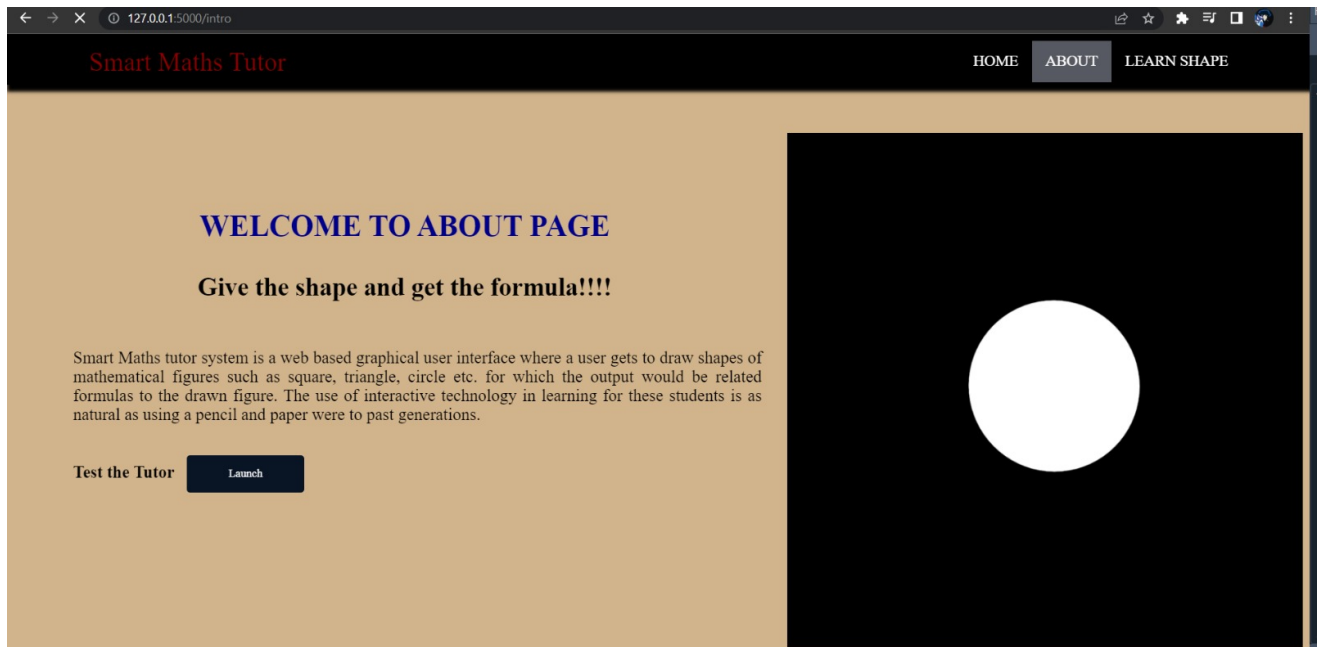 127.0.0.1:5000/intro
Smart Maths Tutor
HOME ABOUT LEARN SHAPE
WELCOME TO ABOUT PAGE
Give the shape and get the formula!!!!
Smart Maths tutor system is a web based graphical user interface where a user gets to draw shapes of
mathematical figures such as square, triangle, circle etc. for which the output would be related
formulas to the drawn figure. The use of interactive technology in learning for these students is as
natural as using a pencil and paper were to past generations.
Test the Tutor Launch